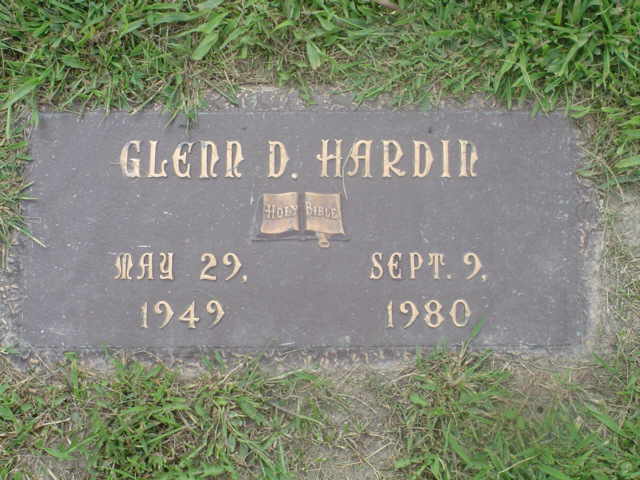 GLENN D. HARDIN
HOLY BIBLE
MAY 29, SEPT. 9,
1949 1980